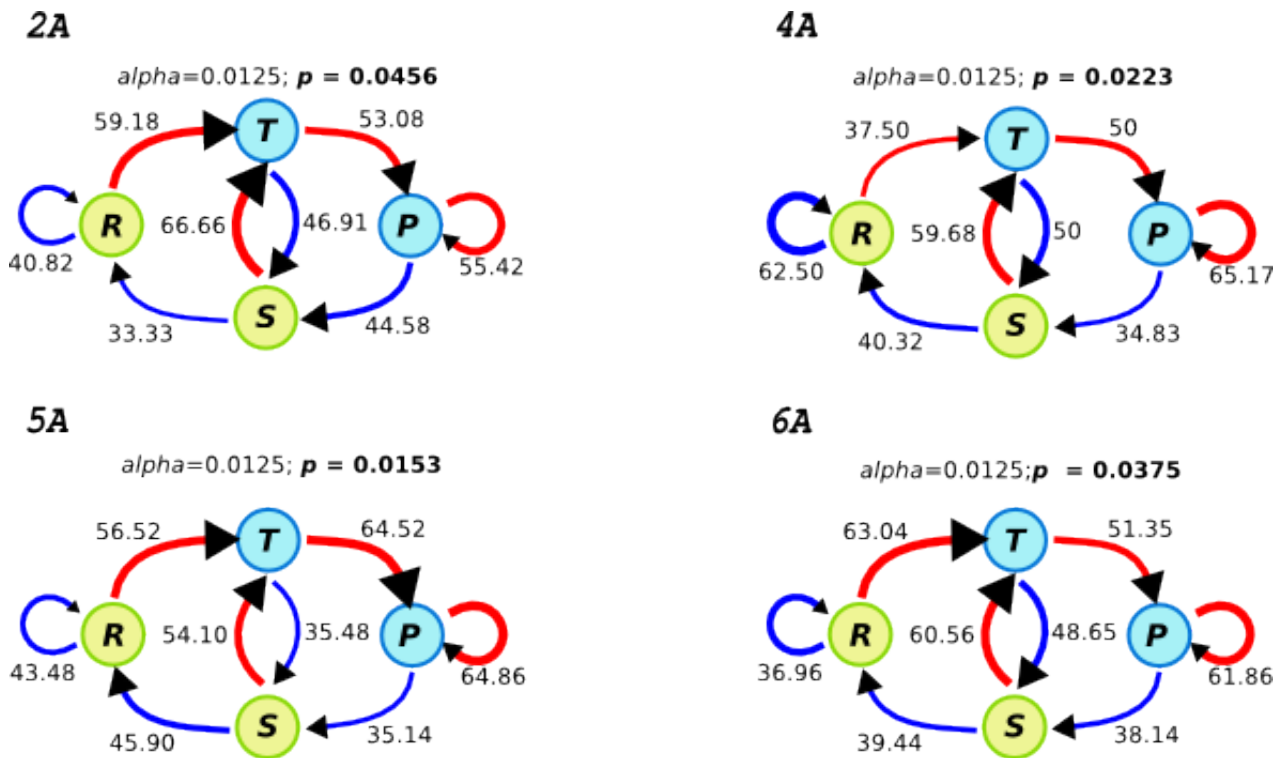 2A
alpha=0.0125; p = 0.0456
59.18
T
53.08
R
66.66
46.91
P
40.82
55.42
S
33.33
44.58
4A
alpha=0.0125; p = 0.0223
37.50
T
50
R
59.68
50
P
62.50
65.17
S
40.32
34.83
5A
alpha=0.0125; p = 0.0153
56.52
T
64.52
R
54.10
35.48
P
43.48
64.86
S
45.90
35.14
6A
alpha=0.0125;p = 0.0375
63.04
T
51.35
R
60.56
48.65
P
36.96
61.86
S
39.44
38.14